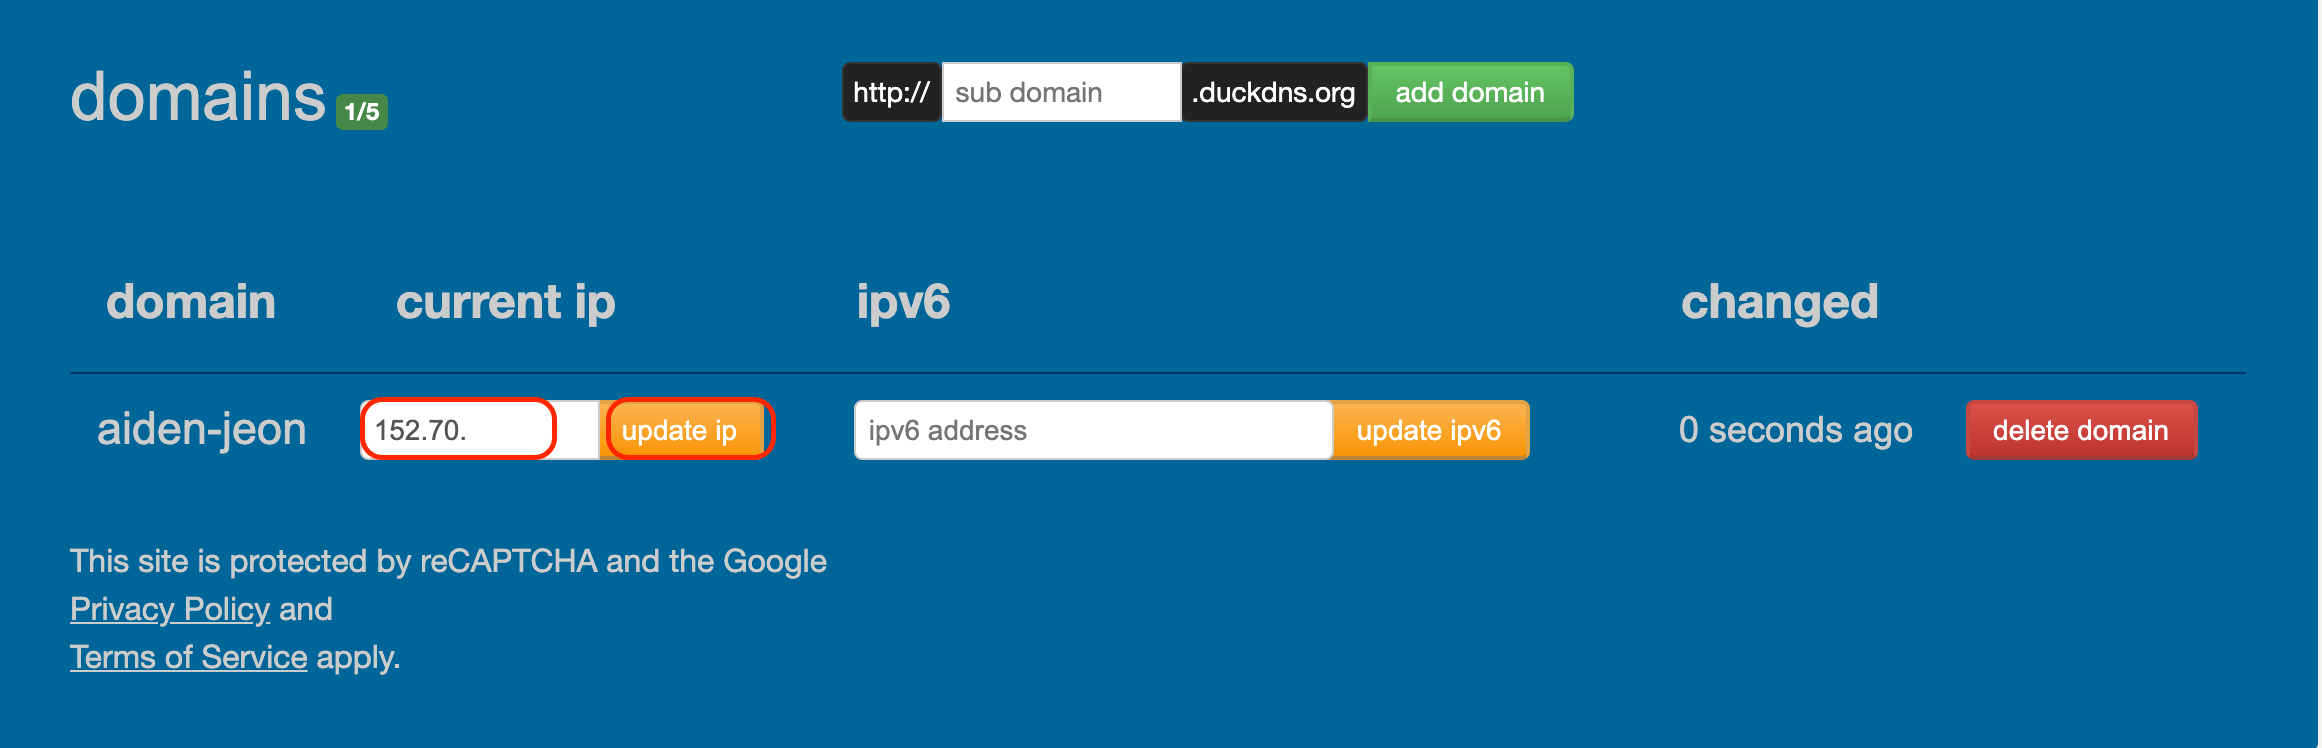 domains 1/5
http:// sub domain .duckdns.org add domain
domain current ip ipv6 changed
aiden-jeon 152.70. update ip ipv6 address update ipv6 0 seconds ago delete domain
This site is protected by reCAPTCHA and the Google
Privacy Policy and
Terms of Service apply.